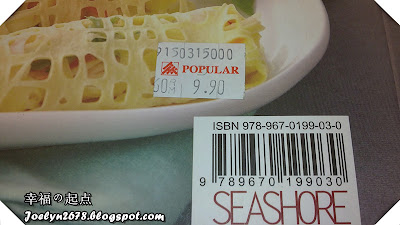 9150315000
POPULAR
9.90
ISBN 978-967-0199-03-0
9 789670 199030
SEASHORE
幸福の起点
Joelyn2678.blogspot.com